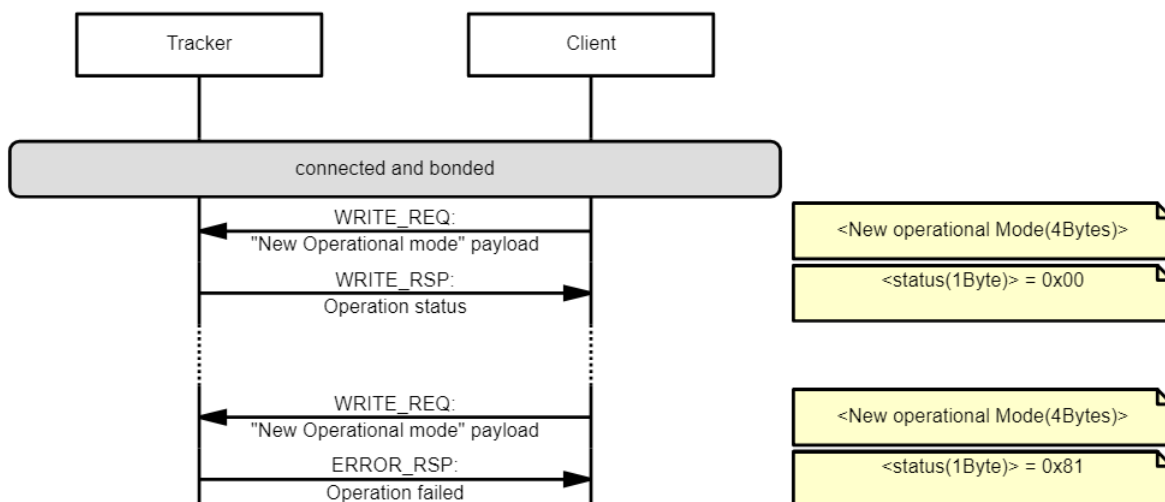 Tracker
Client
connected and bonded
WRITE_REQ:
"New Operational mode" payload
<New operational Mode(4Bytes)>
WRITE_RSP:
Operation status
<status(1Byte)> = 0x00
WRITE_REQ:
"New Operational mode" payload
<New operational Mode(4Bytes)>
ERROR_RSP:
Operation failed
<status(1Byte)> = 0x81